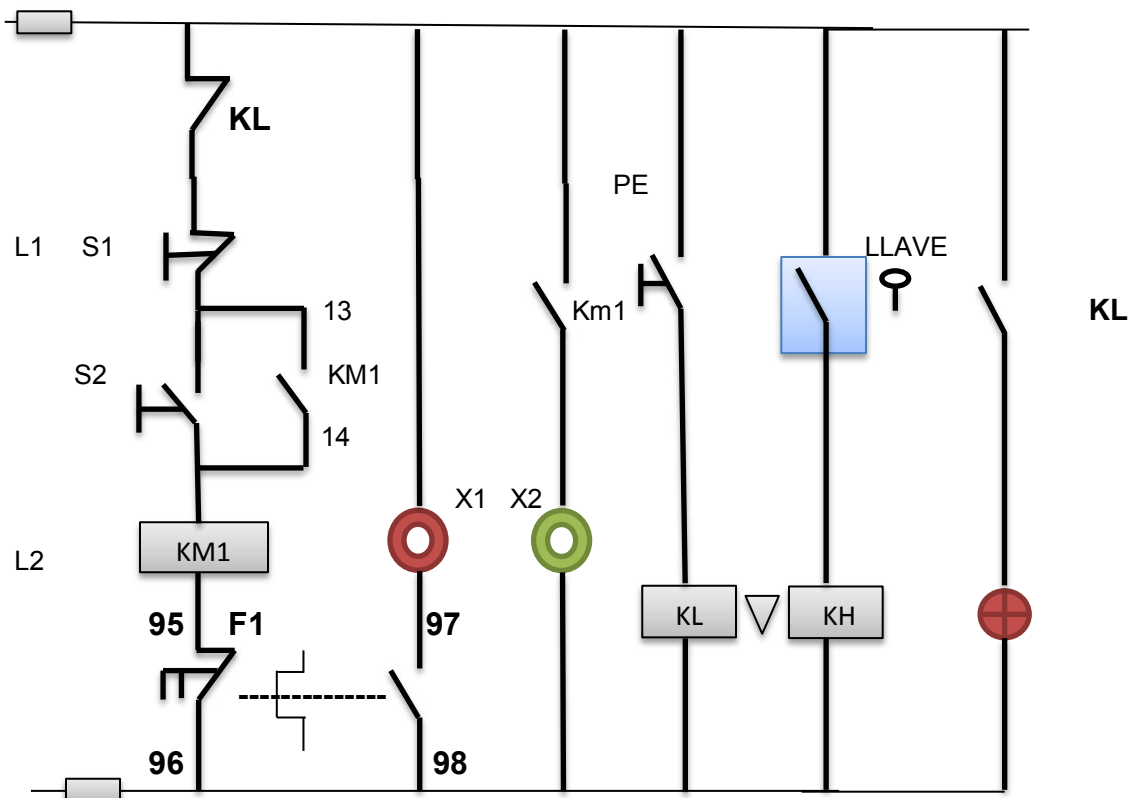 KL
PE
L1
S1
LLAVE
13
Km1
KL
S2
KM1
14
X1
X2
KM1
L2
KL
KH
95
F1
97
96
98